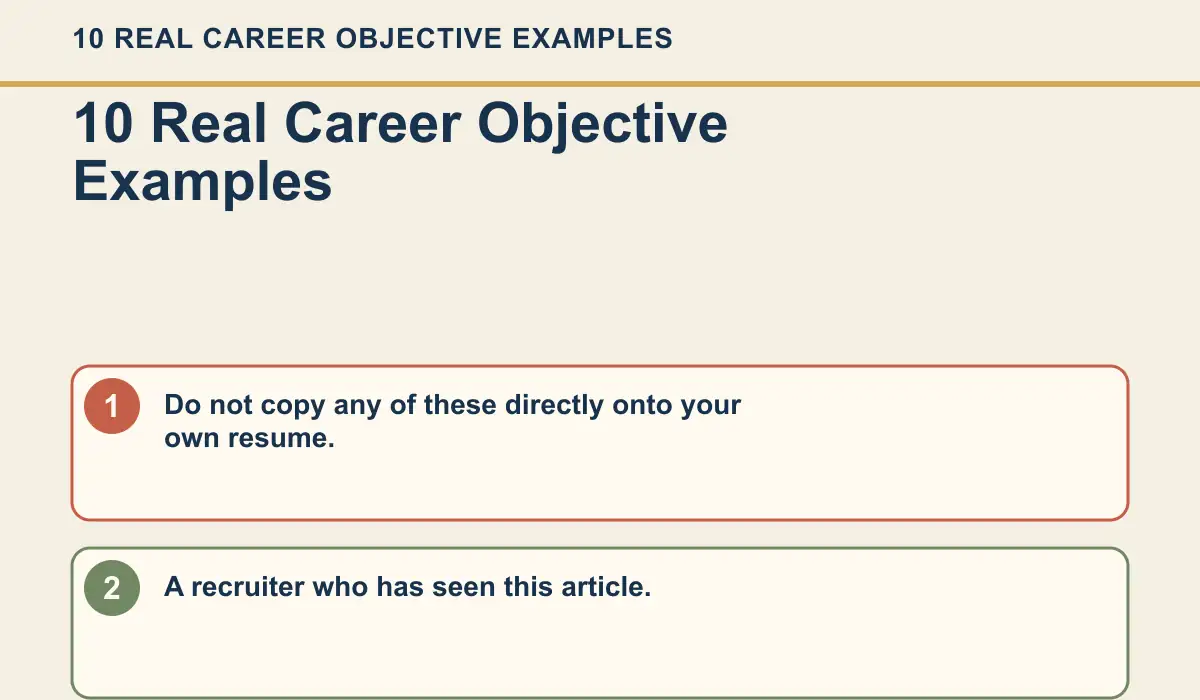 10 REAL CAREER OBJECTIVE EXAMPLES
10 Real Career Objective
Examples
1
Do not copy any of these directly onto your
own resume.
2
A recruiter who has seen this article.